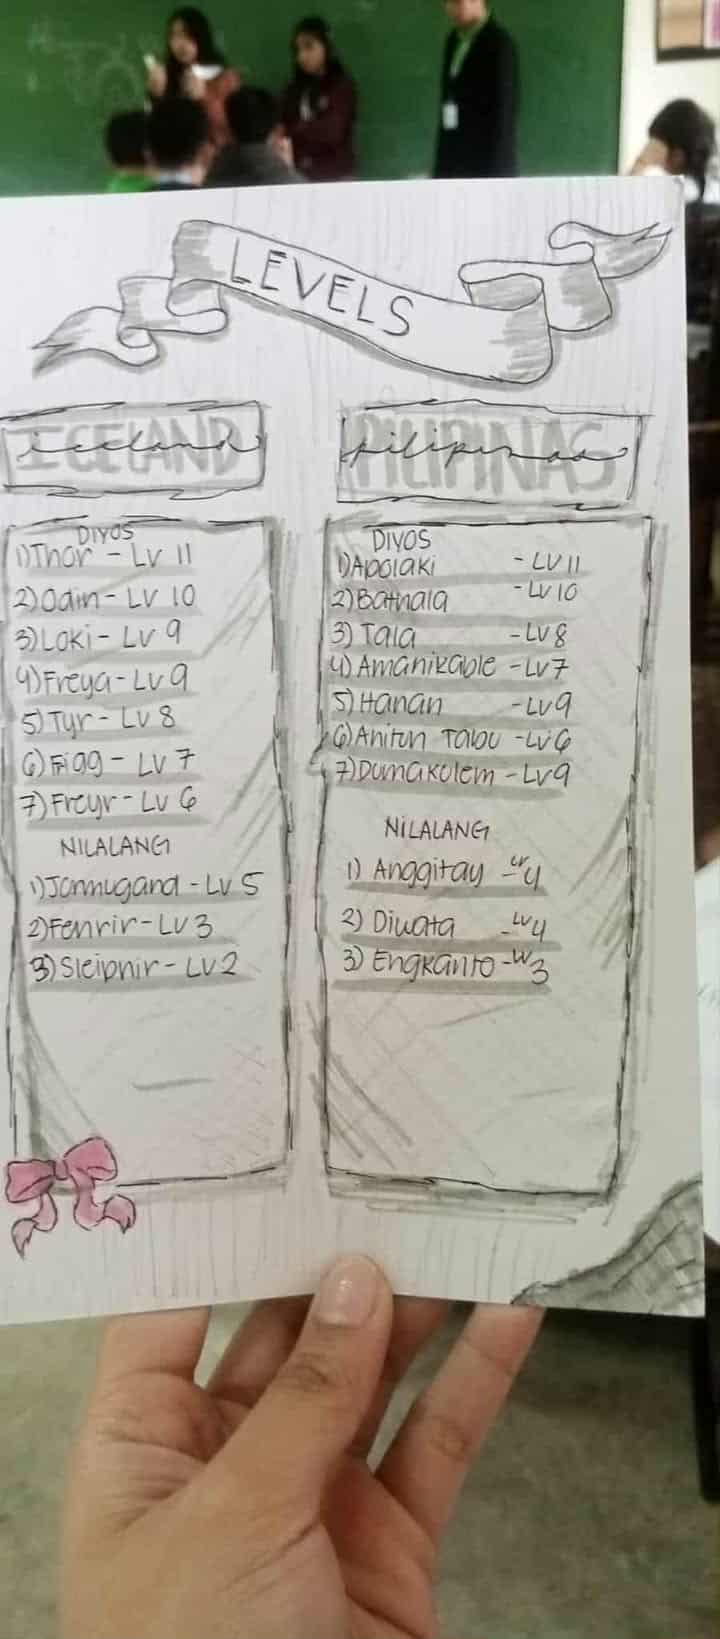 LEVELS
ICELAND
iceland
DIYOS
1) Thor - LV 11
2) Odin - LV 10
3) Loki - LV 9
4) Freya - LV 9
5) Tyr - LV 8
6) Frigg - LV 7
7) Freyr - LV 6
NILALANG
1) Jormugand - LV 5
2) Fenrir - LV 3
3) Sleipnir - LV 2
PILIPINAS
pilipinas
DIYOS
1) Apolaki - LV 11
2) Bathala - LV 10
3) Tala - LV 8
4) Amanikable - LV 7
5) Hanan - LV 9
6) Anitun Tabu - LV 6
7) Dumakulem - LV 9
NILALANG
1) Anggitay - LV 4
2) Diwata - LV 4
3) Engkanto - LV 3